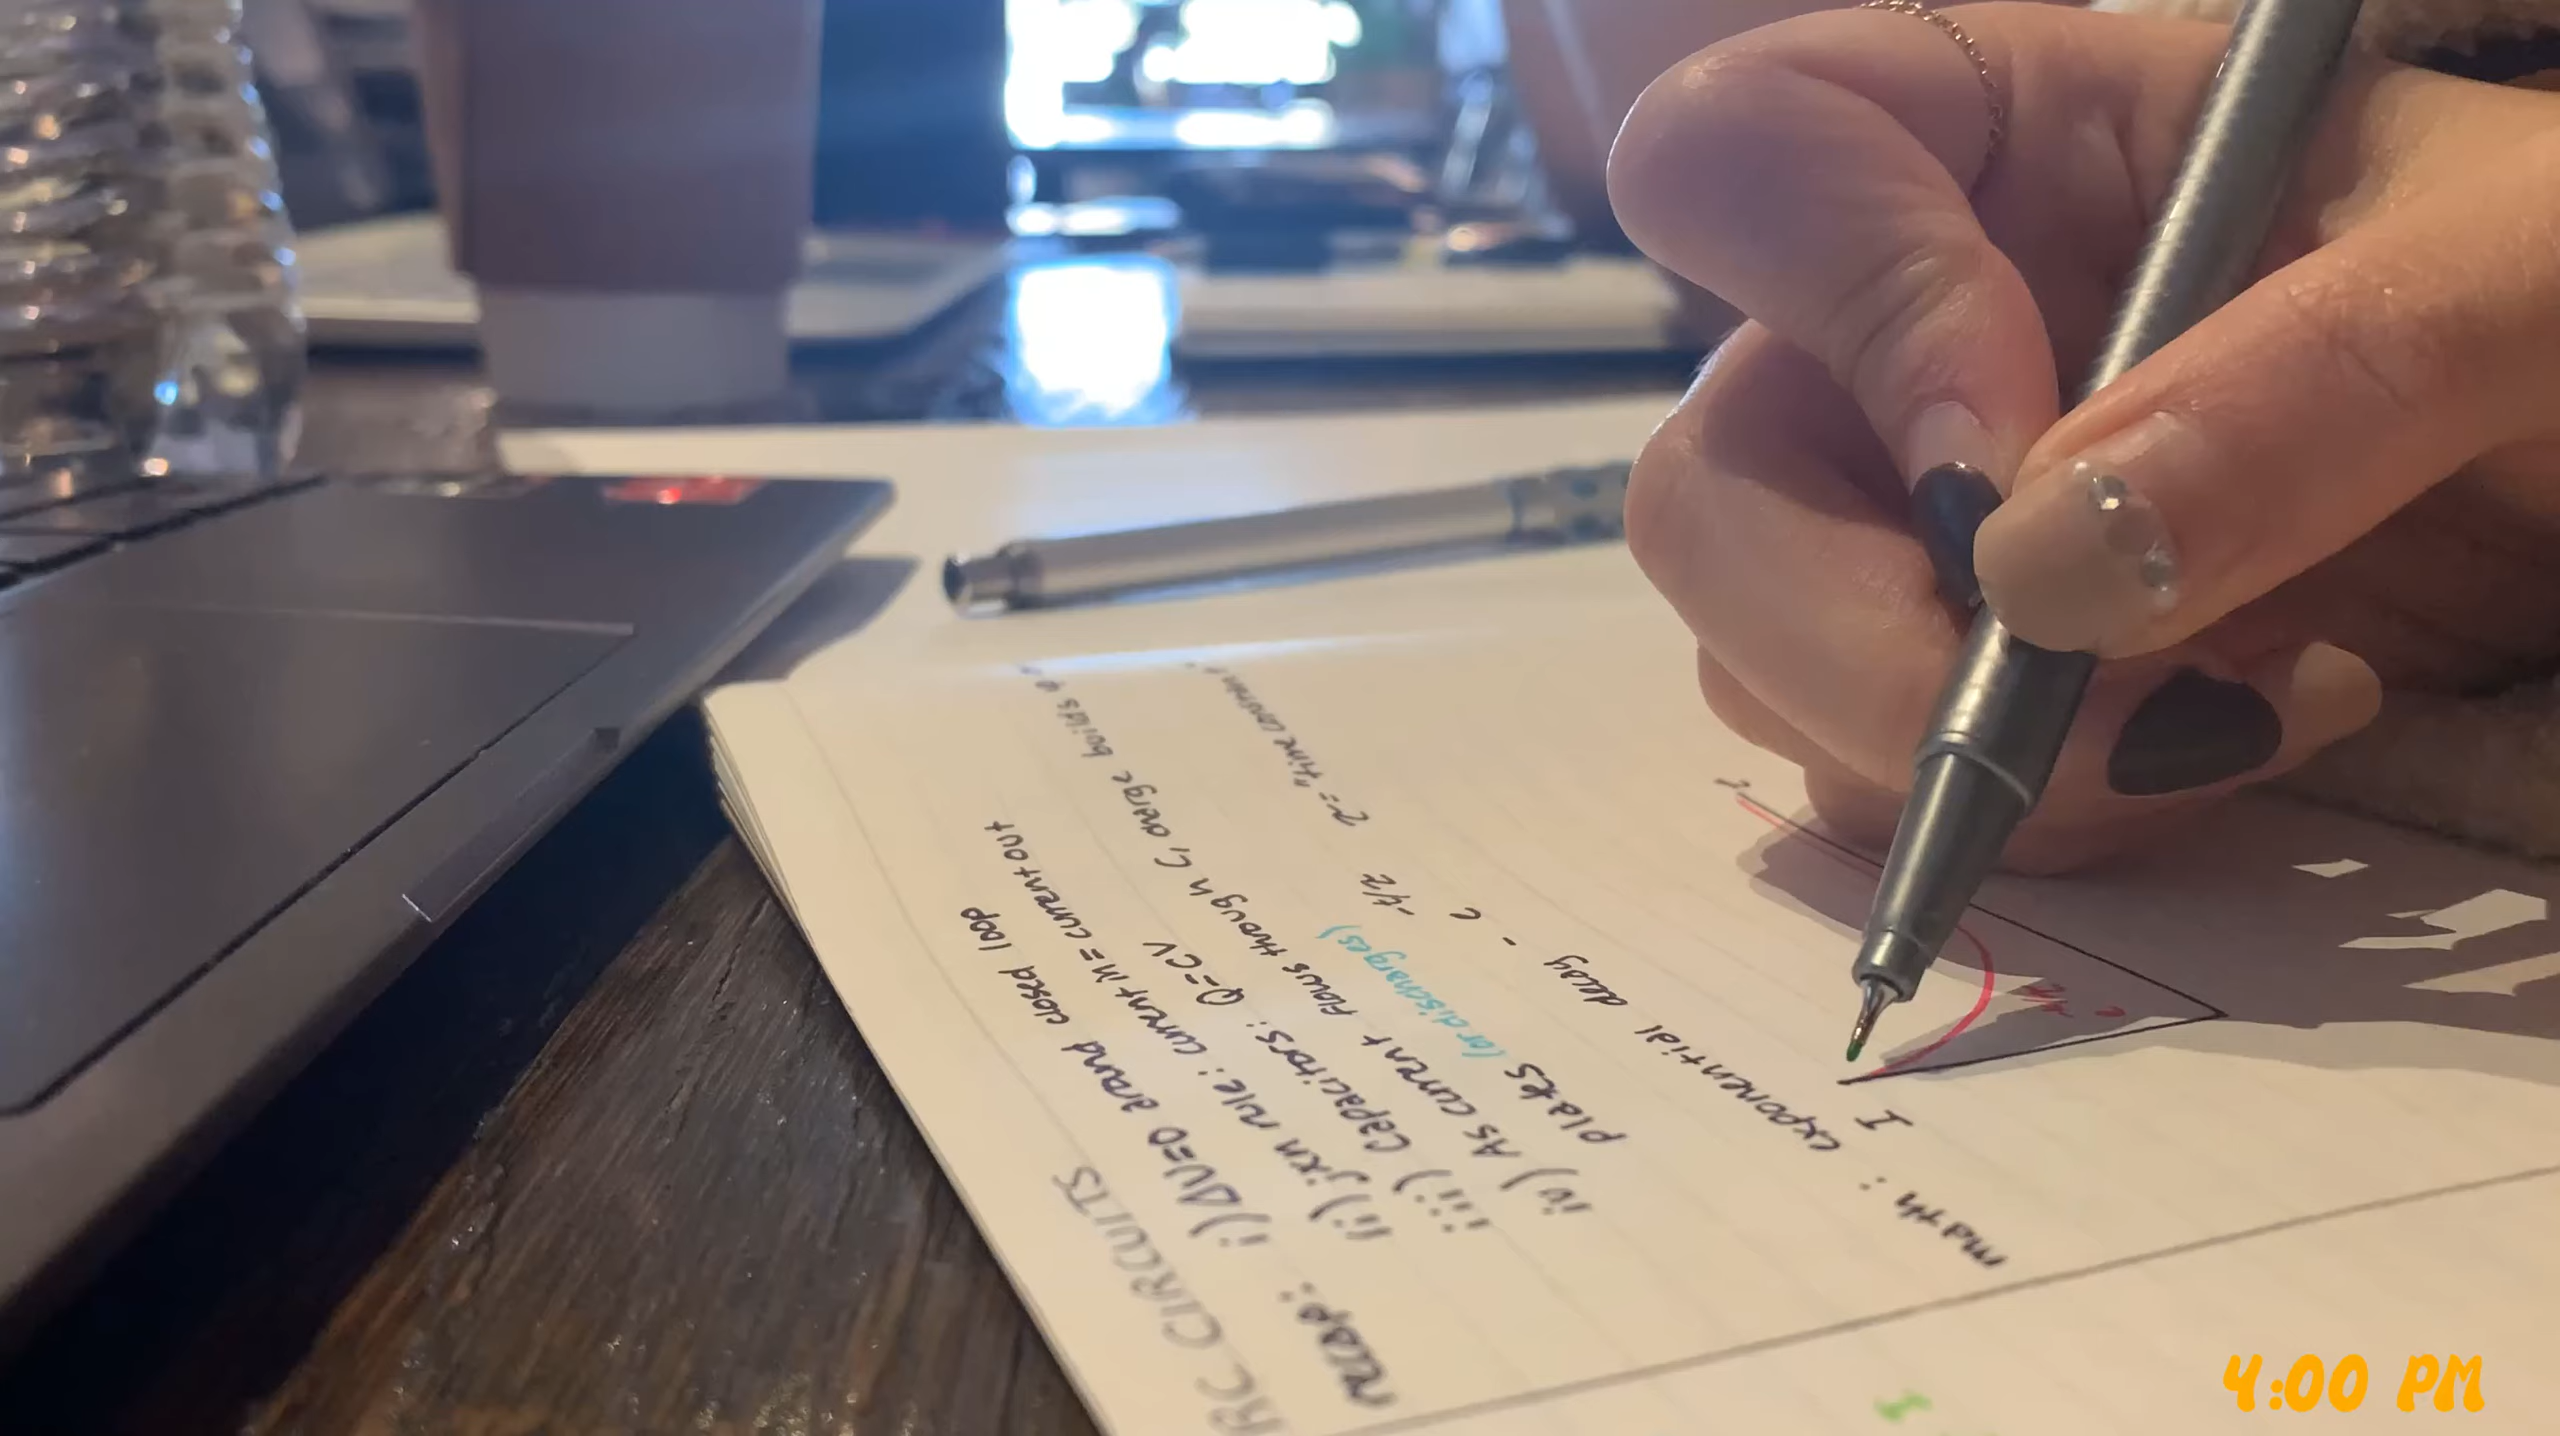 RC CIRCUITS
recap: i) ΔV=0 around closed loop
ii) jxn rule: current in = current out
iii) Capacitors: Q=CV
iv) As current flows through C, charge builds
plates (or discharges)
math: exponential decay - e^-t/τ τ="time constant"
I
e^-t/τ
t
I
4:00 PM